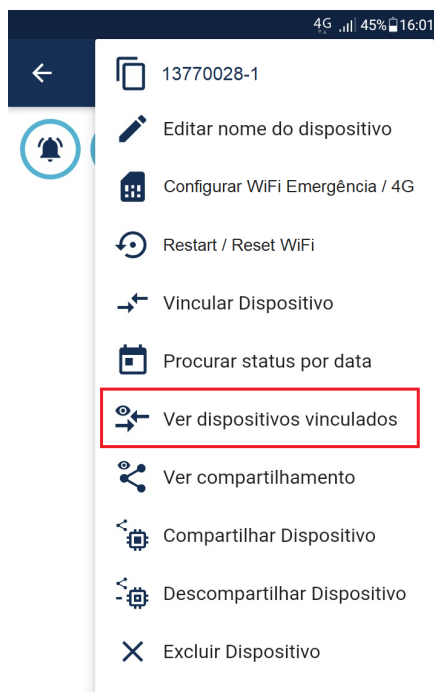 4G 45% 16:01
13770028-1
Editar nome do dispositivo
Configurar WiFi Emergência / 4G
Restart / Reset WiFi
Vincular Dispositivo
Procurar status por data
Ver dispositivos vinculados
Ver compartilhamento
Compartilhar Dispositivo
Descompartilhar Dispositivo
Excluir Dispositivo